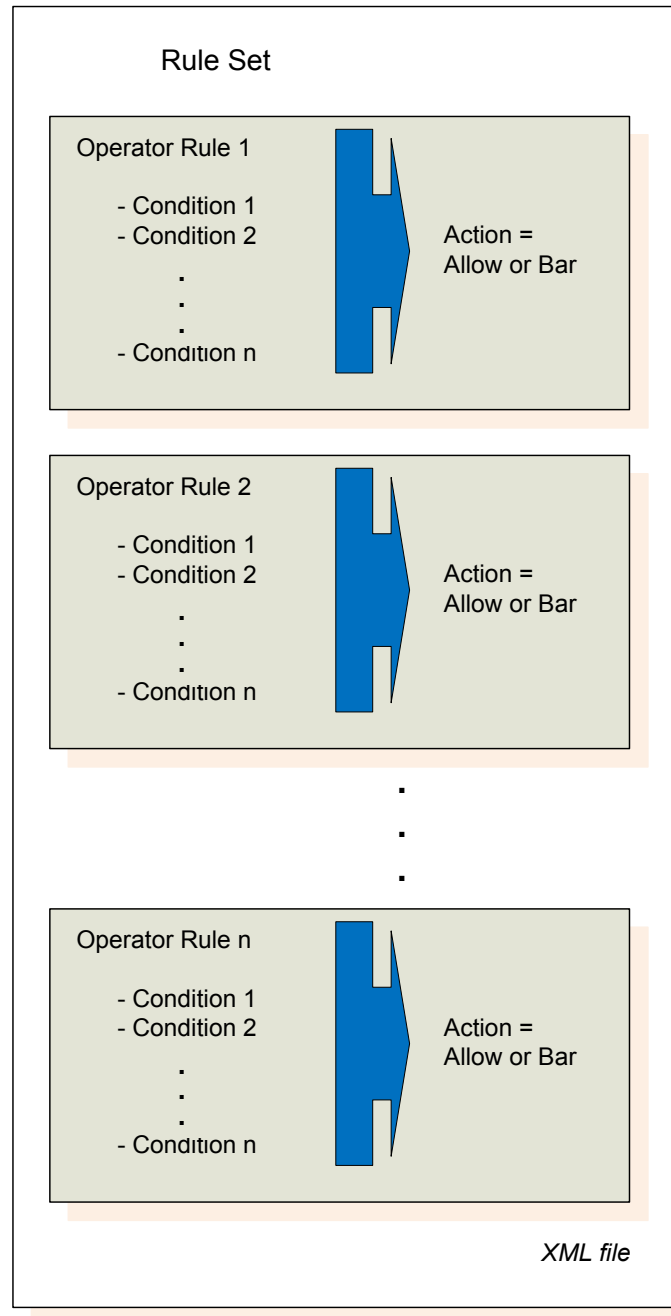 Rule Set
Operator Rule 1
- Condition 1
- Condition 2
.
.
.
- Condition n
Action =
Allow or Bar
Operator Rule 2
- Condition 1
- Condition 2
.
.
.
- Condition n
Action =
Allow or Bar
.
.
.
Operator Rule n
- Condition 1
- Condition 2
.
.
.
- Condition n
Action =
Allow or Bar
XML file